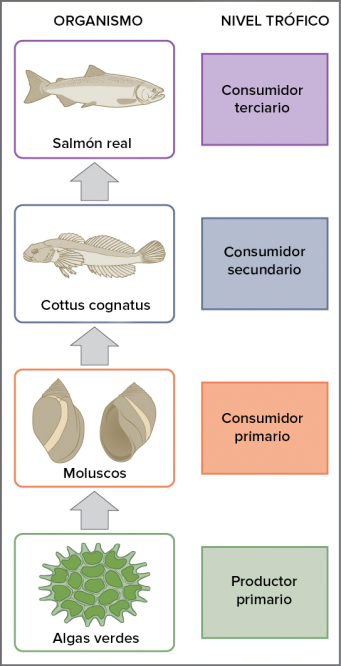 ORGANISMO NIVEL TRÓFICO
Salmón real
Consumidor
terciario
Cottus cognatus
Consumidor
secundario
Moluscos
Consumidor
primario
Algas verdes
Productor
primario